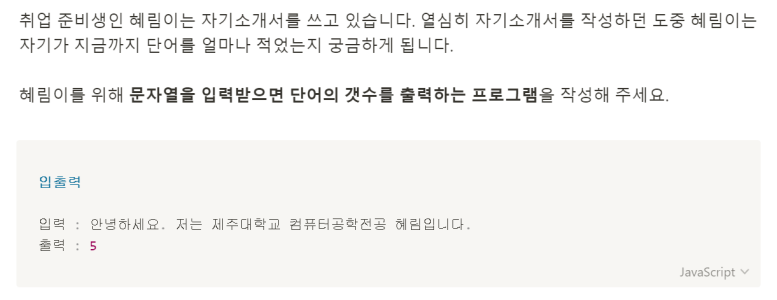 취업 준비생인 혜림이는 자기소개서를 쓰고 있습니다. 열심히 자기소개서를 작성하던 도중 혜림이는
자기가 지금까지 단어를 얼마나 적었는지 궁금하게 됩니다.
혜림이를 위해 문자열을 입력받으면 단어의 갯수를 출력하는 프로그램을 작성해 주세요.
입출력
입력 : 안녕하세요. 저는 제주대학교 컴퓨터공학전공 혜림입니다.
출력 : 5
JavaScript